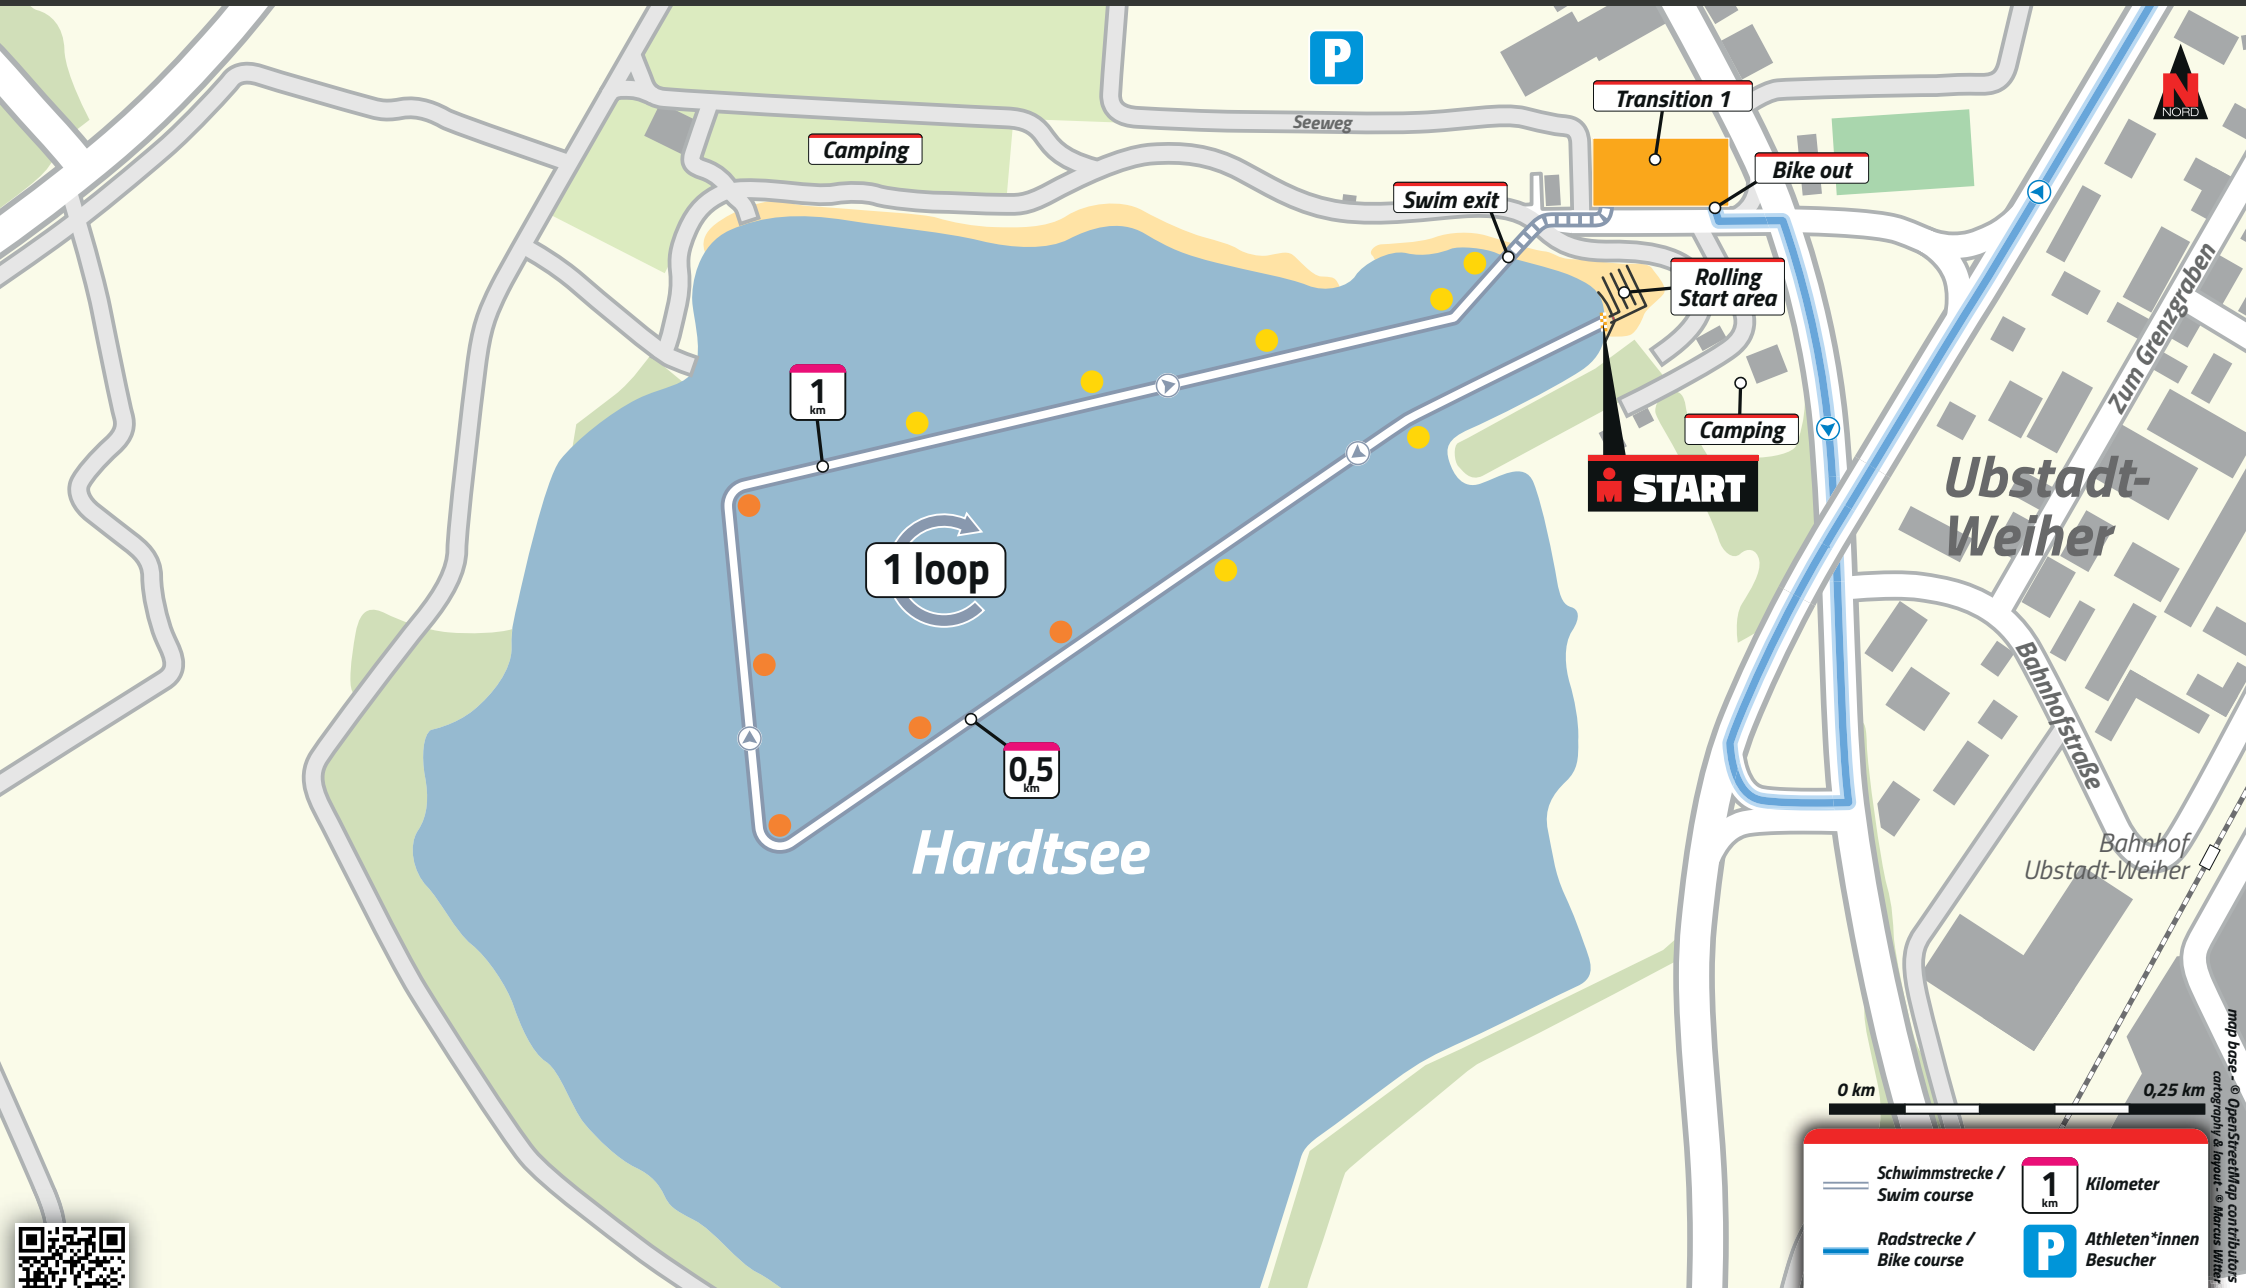 P
Transition 1
N
NORD
Seeweg
Camping
Bike out
Swim exit
Rolling
Start area
Zum Grenzgraben
1
km
Camping
START
Ubstadt-
Weiher
1 loop
Bahnhofstraße
0,5
km
Hardtsee
Bahnhof
Ubstadt-Weiher
0 km
0,25 km
Schwimmstrecke /
Swim course
1
km
Kilometer
Radstrecke /
Bike course
P
Athleten*innen
Besucher
map base - © OpenStreetMap contributors
cartography & layout - © Marcus Witte